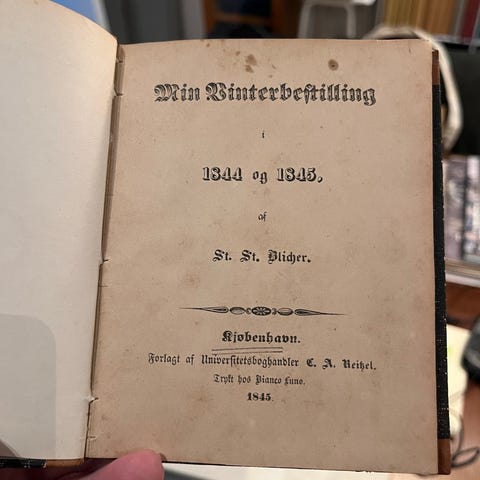 Min Vinterbestilling
i
1844 og 1845.
af
St. St. Blicher.
Kjøbenhavn.
Forlagt af Universitetsboghandler C. A. Reitzel.
Trykt hos Bianco Luno.
1845